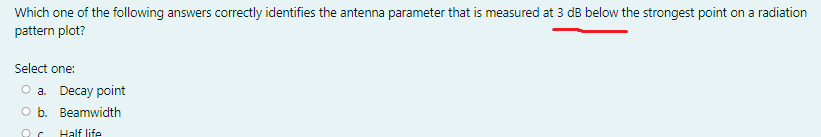 Which one of the following answers correctly identifies the antenna parameter that is measured at 3 dB below the strongest point on a radiation
pattern plot?
Select one:
a. Decay point
b. Beamwidth
c. Half life